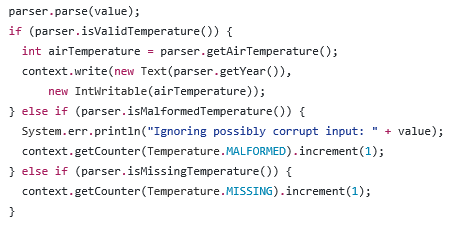 parser.parse(value);
if (parser.isValidTemperature()) {
  int airTemperature = parser.getAirTemperature();
  context.write(new Text(parser.getYear()),
      new IntWritable(airTemperature));
} else if (parser.isMalformedTemperature()) {
  System.err.println("Ignoring possibly corrupt input: " + value);
  context.getCounter(Temperature.MALFORMED).increment(1);
} else if (parser.isMissingTemperature()) {
  context.getCounter(Temperature.MISSING).increment(1);
}